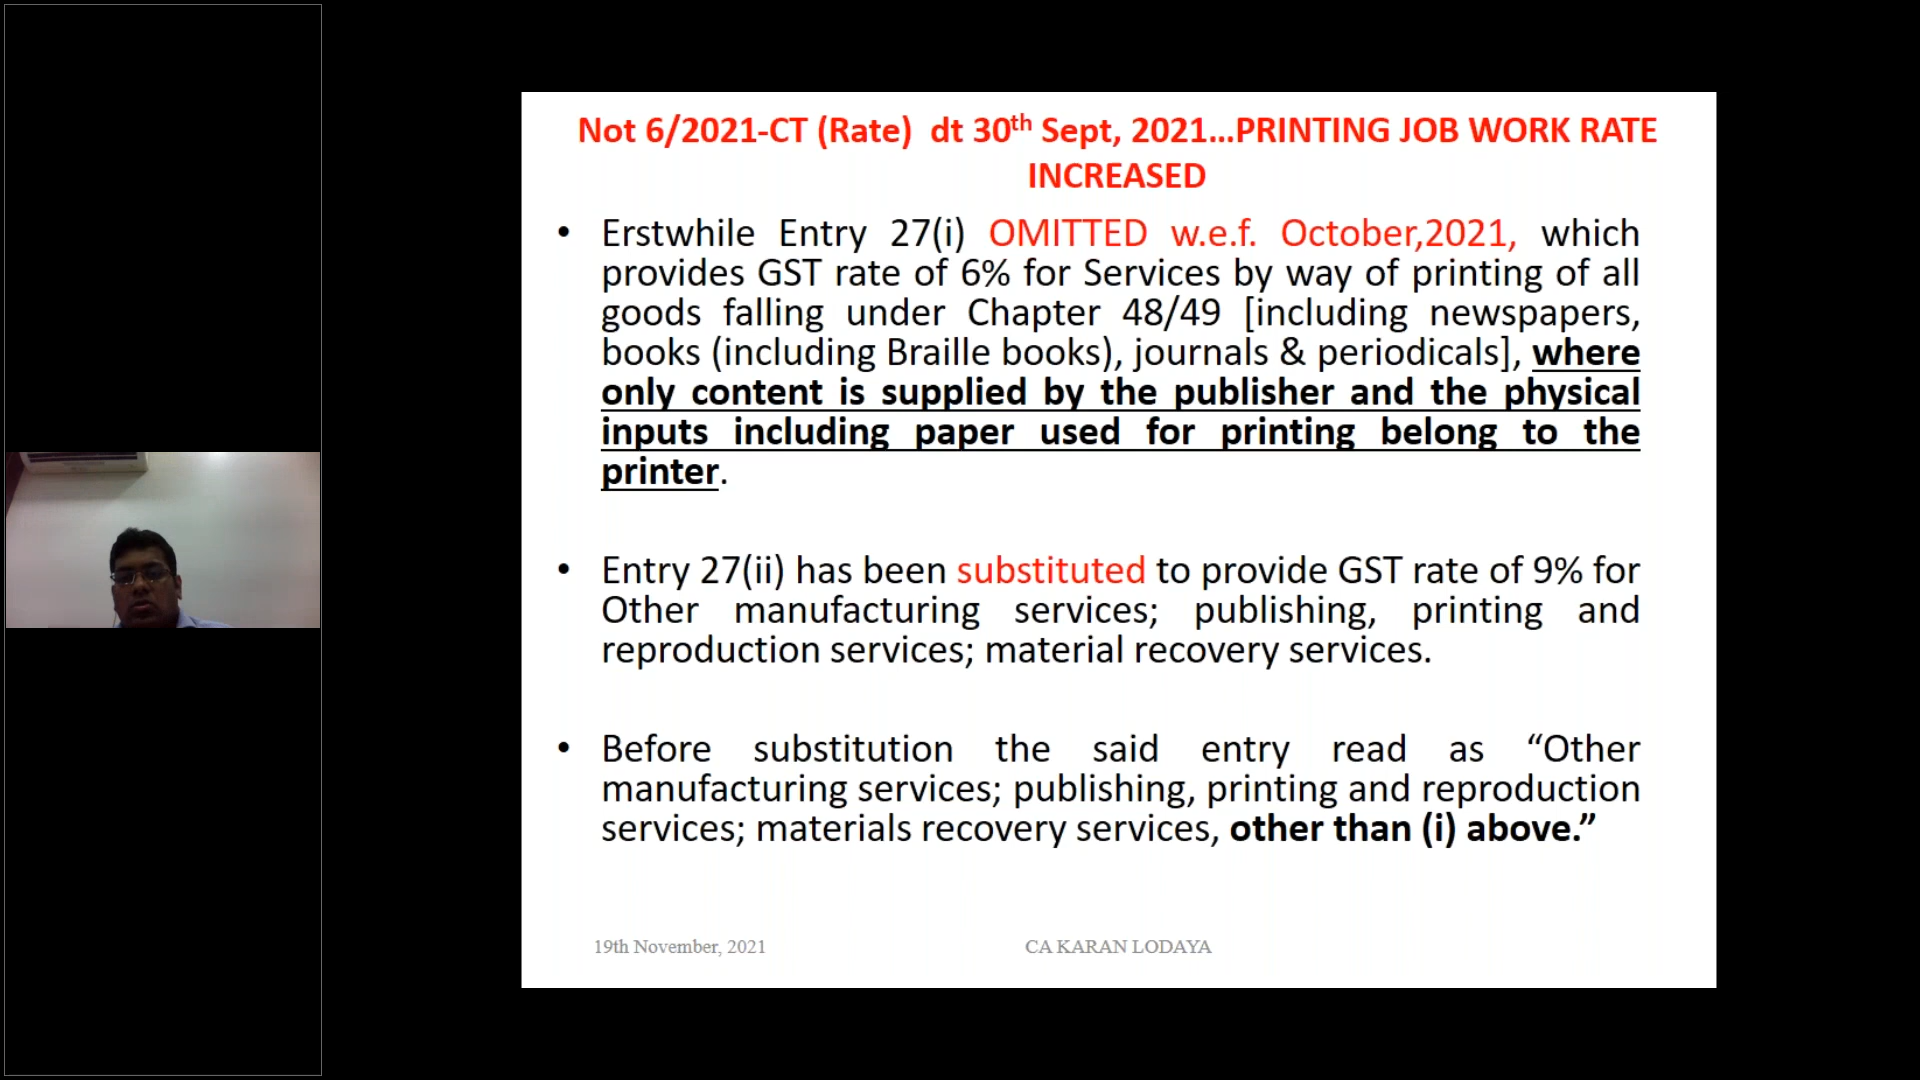 Not 6/2021-CT (Rate) dt 30th Sept, 2021…PRINTING JOB WORK RATE
INCREASED
• Erstwhile Entry 27(i) OMITTED w.e.f. October,2021, which
provides GST rate of 6% for Services by way of printing of all
goods falling under Chapter 48/49 [including newspapers,
books (including Braille books), journals & periodicals], where
only content is supplied by the publisher and the physical
inputs including paper used for printing belong to the
printer.
• Entry 27(ii) has been substituted to provide GST rate of 9% for
Other manufacturing services; publishing, printing and
reproduction services; material recovery services.
• Before substitution the said entry read as “Other
manufacturing services; publishing, printing and reproduction
services; materials recovery services, other than (i) above.”
19th November, 2021
CA KARAN LODAYA